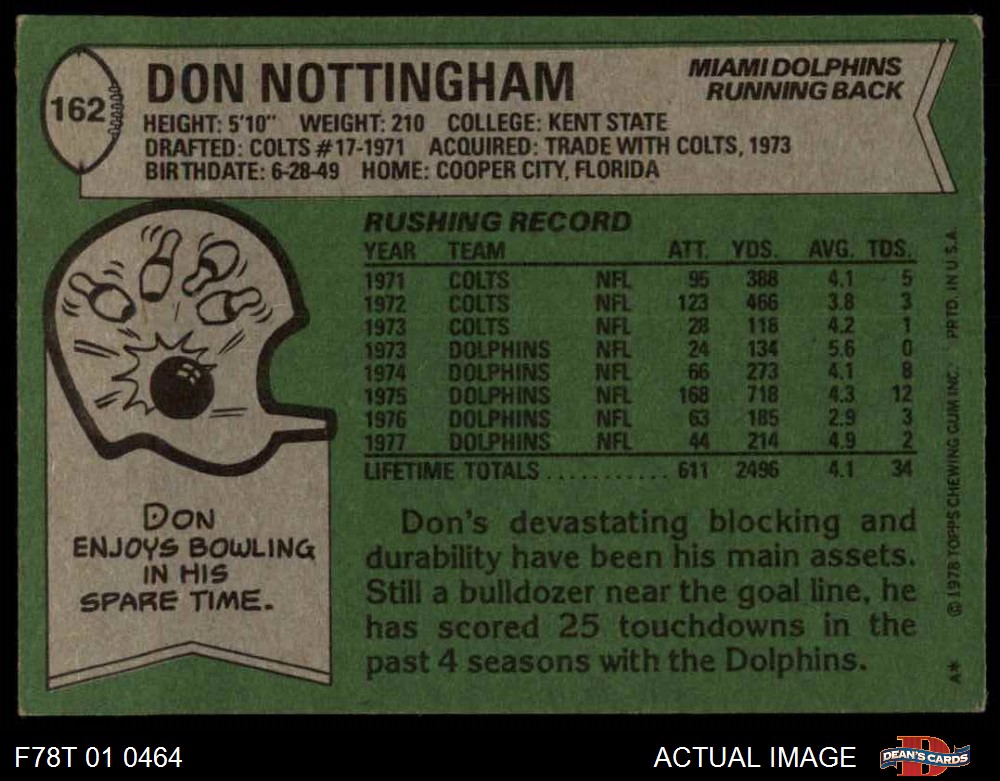 162
DON NOTTINGHAM
MIAMI DOLPHINS
RUNNING BACK
HEIGHT: 5'10" WEIGHT: 210 COLLEGE: KENT STATE
DRAFTED: COLTS #17-1971 ACQUIRED: TRADE WITH COLTS, 1973
BIRTHDATE: 6-28-49 HOME: COOPER CITY, FLORIDA
RUSHING RECORD
YEAR TEAM ATT. YDS. AVG. TDS.
1971 COLTS NFL 95 388 4.1 5
1972 COLTS NFL 123 466 3.8 3
1973 COLTS NFL 28 118 4.2 1
1973 DOLPHINS NFL 24 134 5.6 0
1974 DOLPHINS NFL 66 273 4.1 8
1975 DOLPHINS NFL 168 718 4.3 12
1976 DOLPHINS NFL 63 185 2.9 3
1977 DOLPHINS NFL 44 214 4.9 2
LIFETIME TOTALS ........... 611 2496 4.1 34
DON
ENJOYS BOWLING
IN HIS
SPARE TIME.
Don's devastating blocking and
durability have been his main assets.
Still a bulldozer near the goal line, he
has scored 25 touchdowns in the
past 4 seasons with the Dolphins.
A* © 1978 TOPPS CHEWING GUM INC. PRTD. IN U.S.A.
F78T 01 0464
ACTUAL IMAGE
DEAN'S CARDS